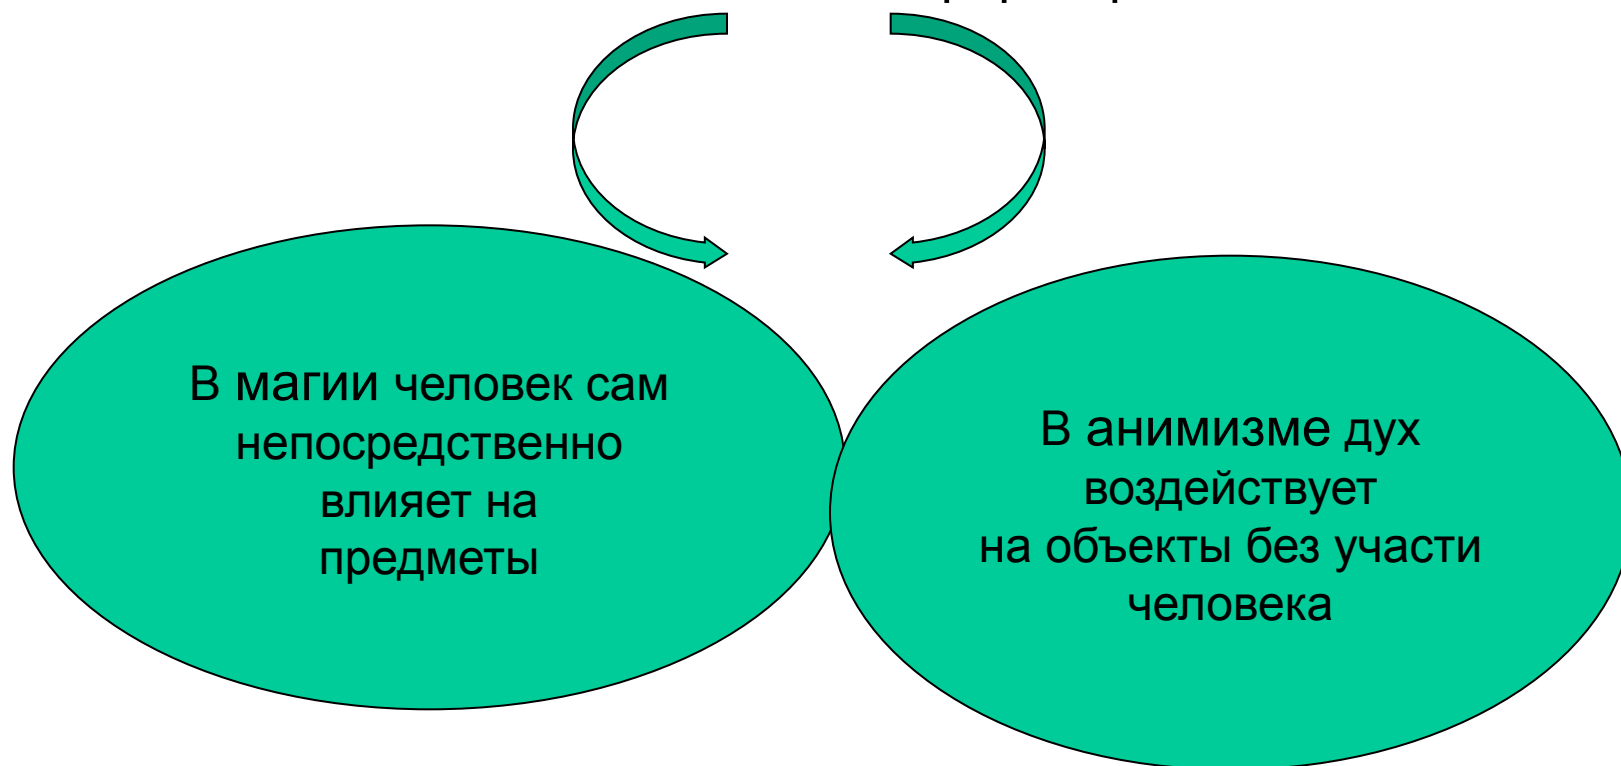 В магии человек сам
непосредственно
влияет на
предметы
В анимизме дух
воздействует
на объекты без участи
человека